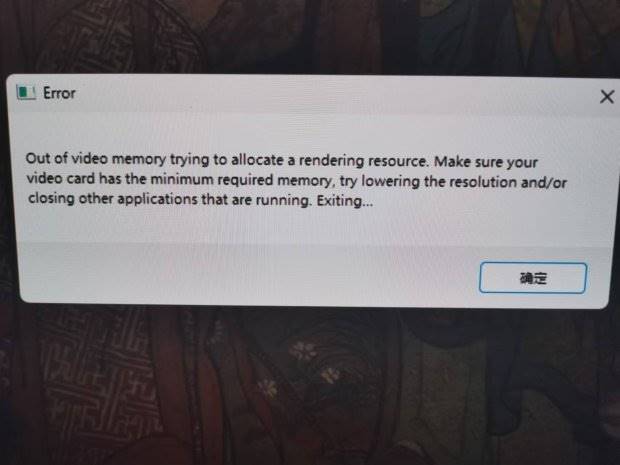 Error
Out of video memory trying to allocate a rendering resource. Make sure your
video card has the minimum required memory, try lowering the resolution and/or
closing other applications that are running. Exiting...
确定